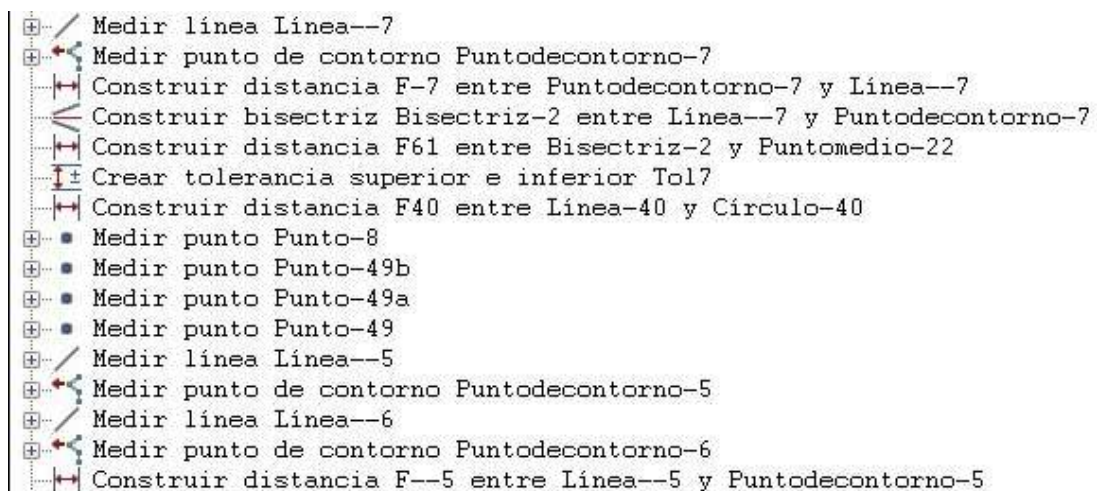 Medir línea Línea--7
Medir punto de contorno Puntodecontorno-7
Construir distancia F-7 entre Puntodecontorno-7 y Línea--7
Construir bisectriz Bisectriz-2 entre Línea--7 y Puntodecontorno-7
Construir distancia F61 entre Bisectriz-2 y Puntomedio-22
Crear tolerancia superior e inferior Tol7
Construir distancia F40 entre Línea-40 y Círculo-40
Medir punto Punto-8
Medir punto Punto-49b
Medir punto Punto-49a
Medir punto Punto-49
Medir línea Línea--5
Medir punto de contorno Puntodecontorno-5
Medir línea Línea--6
Medir punto de contorno Puntodecontorno-6
Construir distancia F--5 entre Línea--5 y Puntodecontorno-5